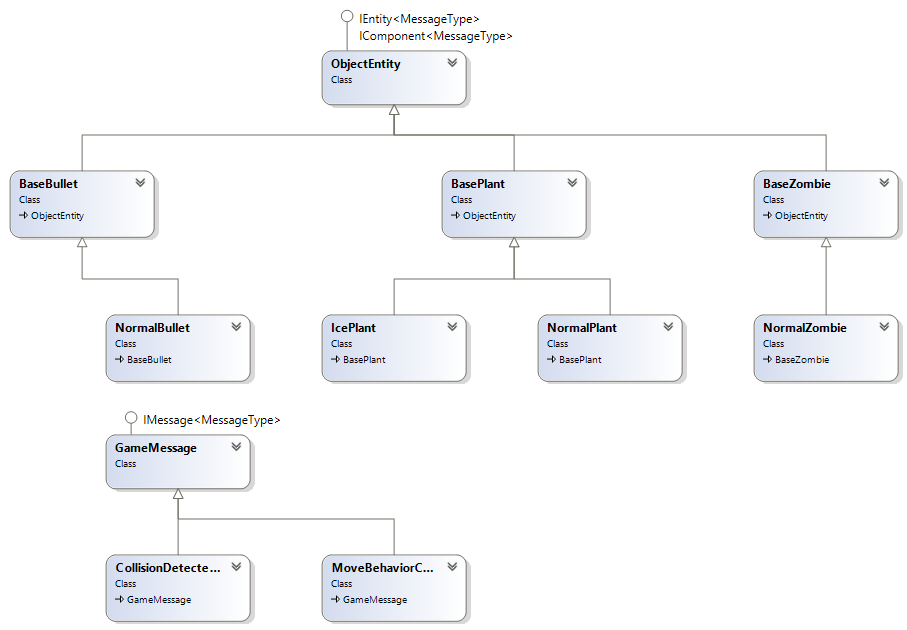 IEntity<MessageType>
IComponent<MessageType>
ObjectEntity
Class
BaseBullet
Class
ObjectEntity
BasePlant
Class
ObjectEntity
BaseZombie
Class
ObjectEntity
NormalBullet
Class
BaseBullet
IcePlant
Class
BasePlant
NormalPlant
Class
BasePlant
NormalZombie
Class
BaseZombie
IMessage<MessageType>
GameMessage
Class
CollisionDetecte...
Class
GameMessage
MoveBehaviorC...
Class
GameMessage